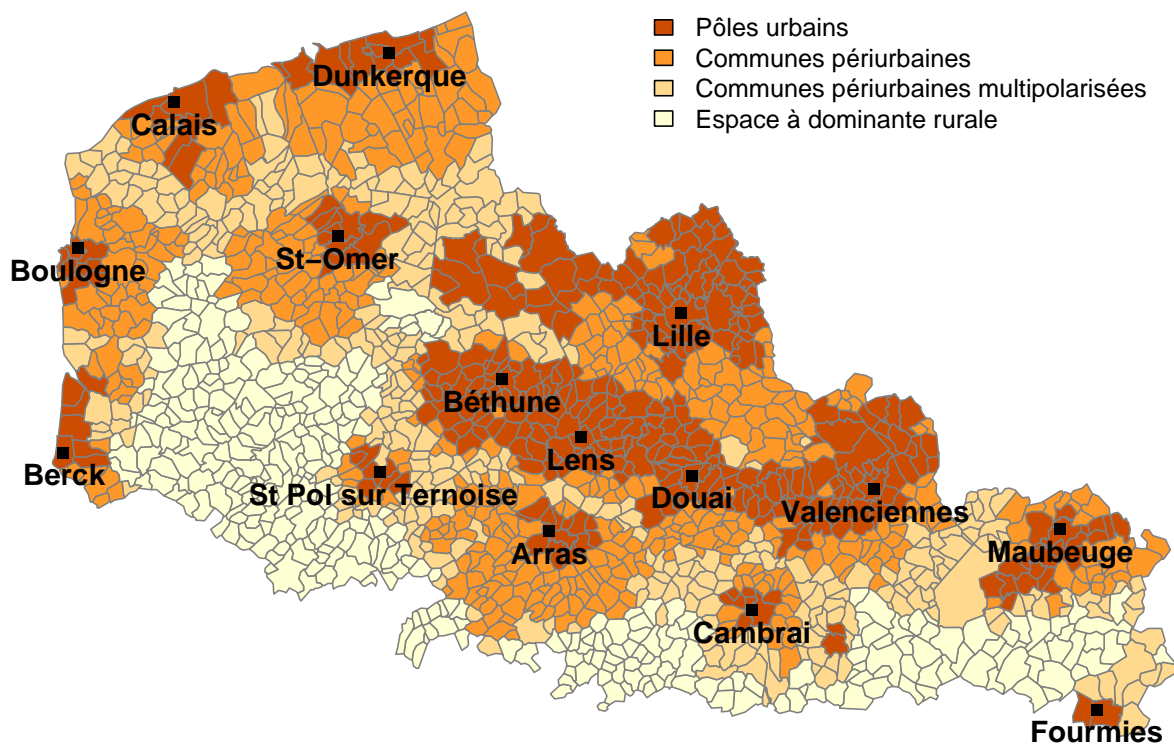 Pôles urbains
Communes périurbaines
Communes périurbaines multipolarisées
Espace à dominante rurale
Dunkerque
Calais
St−Omer
Boulogne
Lille
Béthune
Lens
Berck
St Pol sur Ternoise
Douai
Valenciennes
Arras
Maubeuge
Cambrai
Fourmies